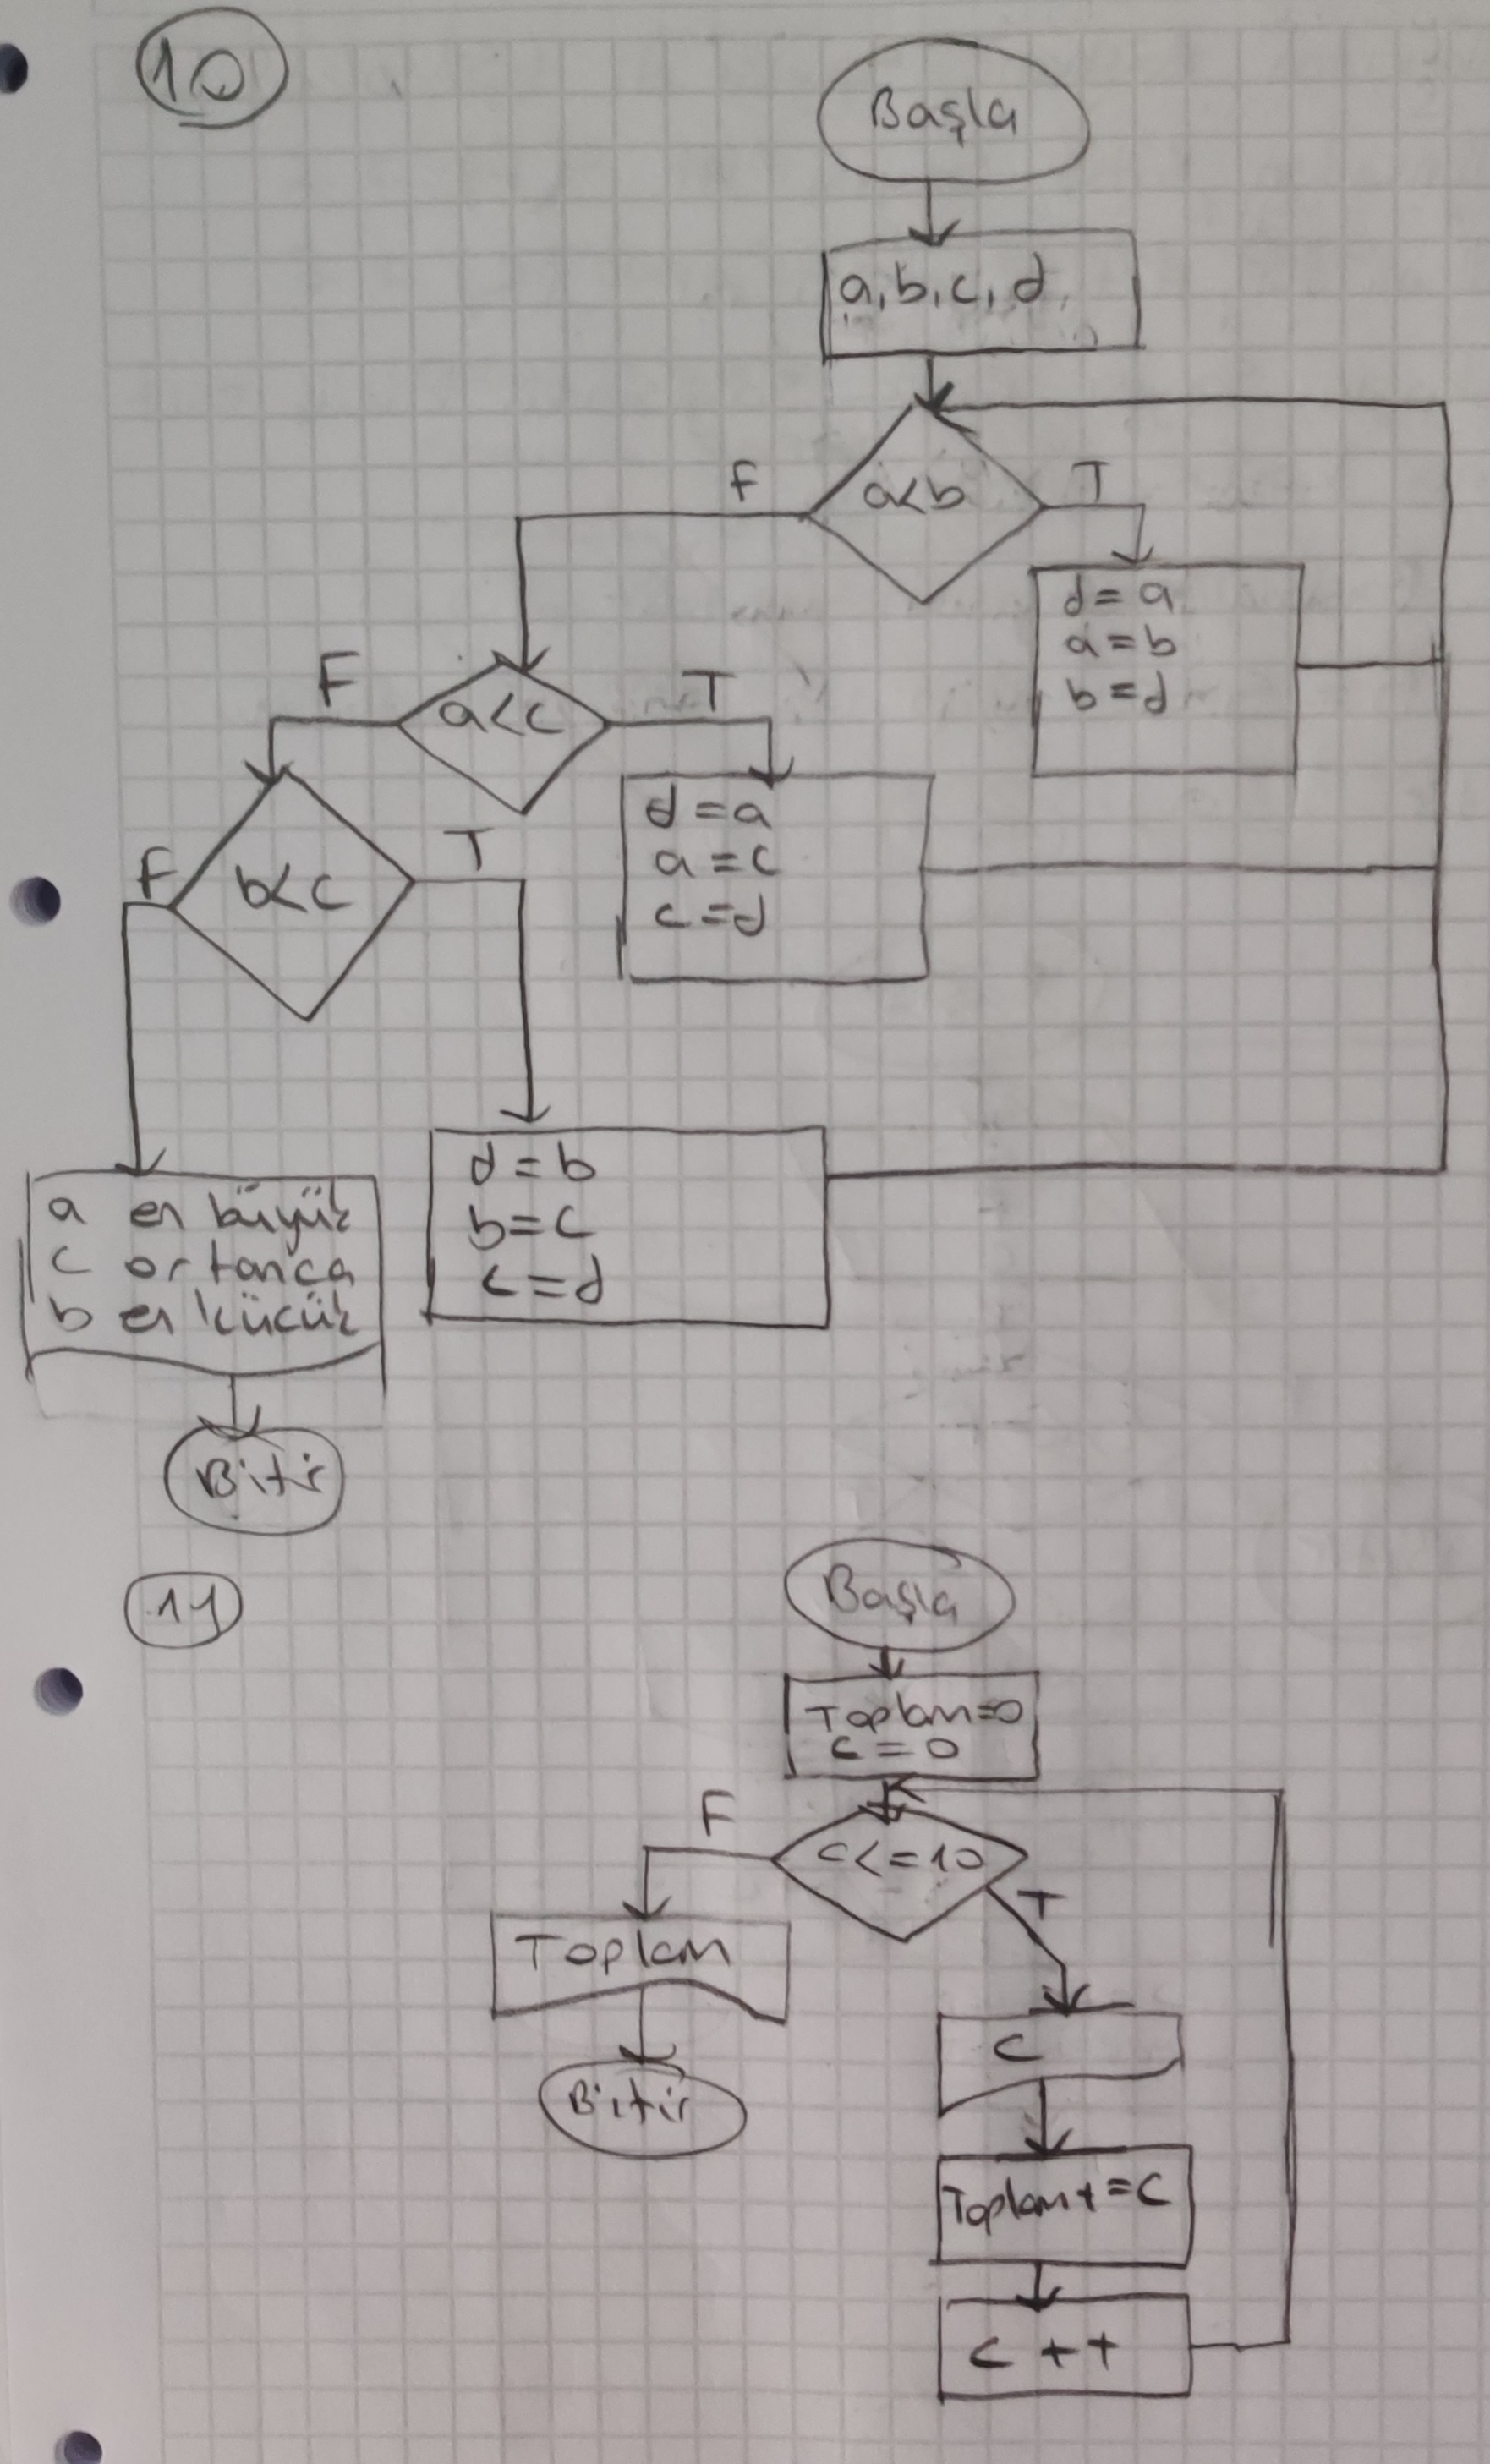 10
Başla
a, b, c, d
a<b
F
T
d = a
a = b
b = d
a<c
F
T
d = a
a = c
c = d
b<c
F
T
d = b
b = c
c = d
a en büyük
c ortanca
b en küçük
Bitir
11
Başla
Toplam=0
c = 0
c<=10
F
T
Toplam
Bitir
c
Toplam+=c
c ++